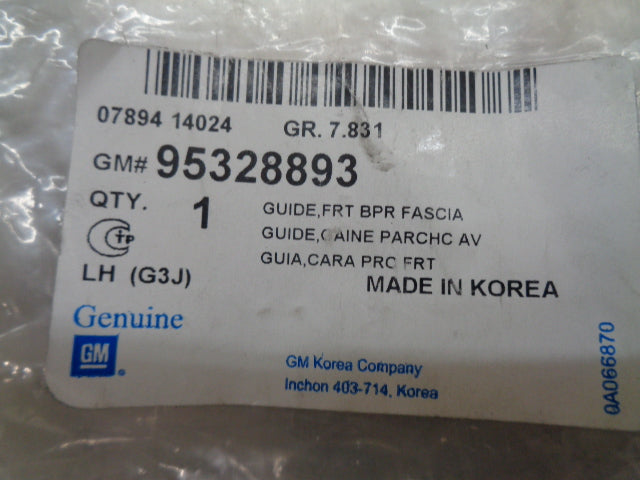 07894 14024 GR. 7.831
GM# 95328893
QTY. 1
GUIDE,FRT BPR FASCIA
GUIDE,GAINE PARCHC AV
GUIA,CARA PRC FRT
LH (G3J)
MADE IN KOREA
Genuine
GM
GM Korea Company
Inchon 403-714, Korea
0A066870